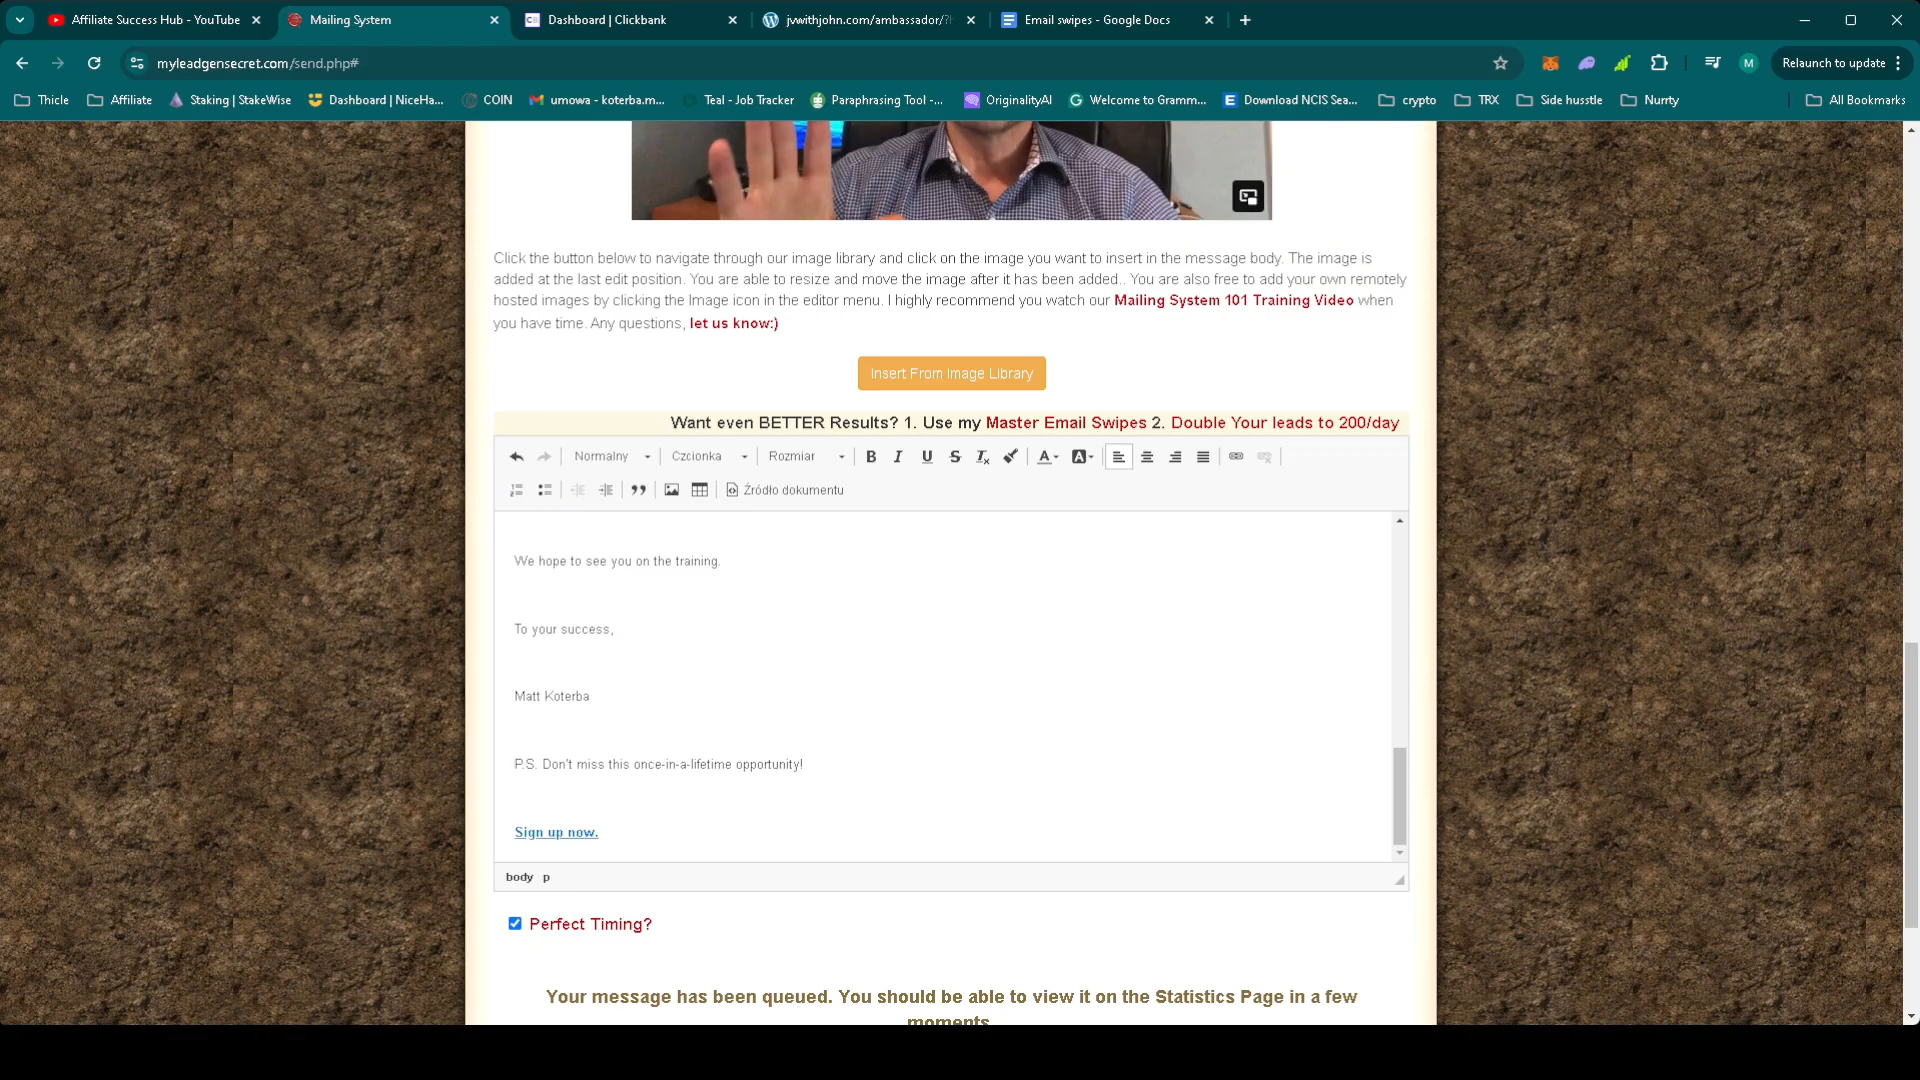 Affiliate Success Hub - YouTube
Mailing System
Dashboard | Clickbank
jvwithjohn.com/ambassador/?
Email swipes - Google Docs
myleadgensecret.com/send.php#
M
Relaunch to update
Thicle
Affiliate
Staking | StakeWise
Dashboard | NiceHa...
COIN
umowa - koterba.m...
Teal - Job Tracker
Paraphrasing Tool -...
OriginalityAI
Welcome to Gramm...
Download NCIS Sea...
crypto
TRX
Side husstle
Nurrty
All Bookmarks
Click the button below to navigate through our image library and click on the image you want to insert in the message body. The image is
added at the last edit position. You are able to resize and move the image after it has been added.. You are also free to add your own remotely
hosted images by clicking the Image icon in the editor menu. I highly recommend you watch our Mailing System 101 Training Video when
you have time. Any questions, let us know:)
Insert From Image Library
Want even BETTER Results? 1. Use my Master Email Swipes 2. Double Your leads to 200/day
Normalny
Czcionka
Rozmiar
Źródło dokumentu
We hope to see you on the training.
To your success,
Matt Koterba
P.S. Don't miss this once-in-a-lifetime opportunity!
Sign up now.
body p
Perfect Timing?
Your message has been queued. You should be able to view it on the Statistics Page in a few
moments